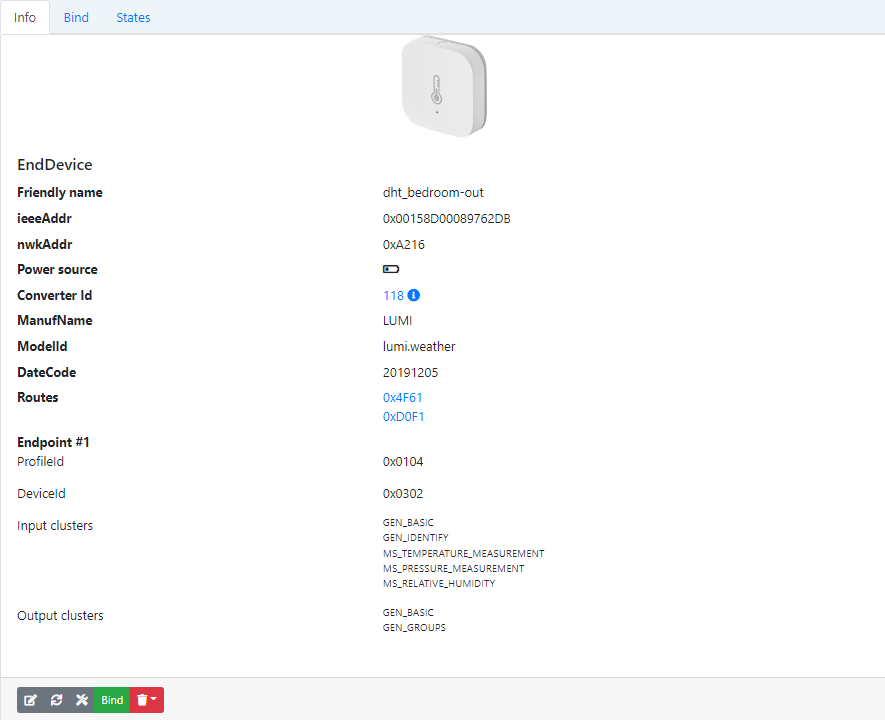 Info Bind States
EndDevice
Friendly name dht_bedroom-out
ieeeAddr 0x00158D00089762DB
nwkAddr 0xA216
Power source
Converter Id 118
ManufName LUMI
ModelId lumi.weather
DateCode 20191205
Routes 0x4F61
0xD0F1
Endpoint #1
ProfileId 0x0104
DeviceId 0x0302
Input clusters GEN_BASIC
GEN_IDENTIFY
MS_TEMPERATURE_MEASUREMENT
MS_PRESSURE_MEASUREMENT
MS_RELATIVE_HUMIDITY
Output clusters GEN_BASIC
GEN_GROUPS
Bind